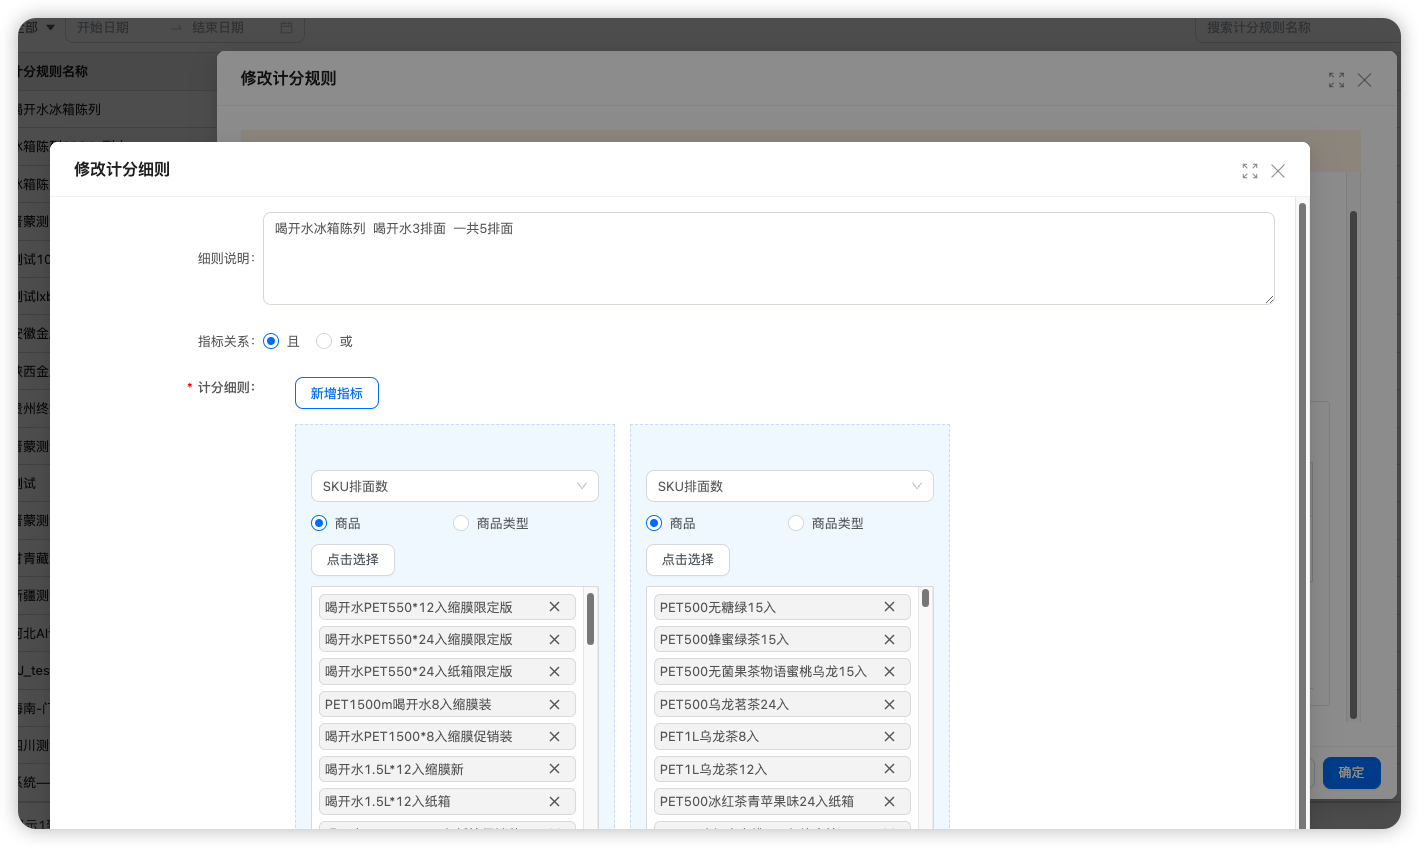 全部
开始日期 → 结束日期
搜索计分规则名称
计分规则名称
修改计分规则
喝开水冰箱陈列
冰箱陈
冰箱陈
修改计分细则
晋蒙测
测试10
测试lxb
安徽金
陕西金
贵州终
晋蒙测
测试
晋蒙测
甘青藏
新疆测
河北AI
U_tes
海南-门
四川测
系统—
细则说明:
喝开水冰箱陈列 喝开水3排面 一共5排面
指标关系:
且 或
* 计分细则:
新增指标
SKU排面数
商品 商品类型
点击选择
喝开水PET550*12入缩膜限定版
喝开水PET550*24入缩膜限定版
喝开水PET550*24入纸箱限定版
PET1500m喝开水8入缩膜装
喝开水PET1500*8入缩膜促销装
喝开水1.5L*12入缩膜新
喝开水1.5L*12入纸箱
SKU排面数
商品 商品类型
点击选择
PET500无糖绿15入
PET500蜂蜜绿茶15入
PET500无菌果茶物语蜜桃乌龙15入
PET500乌龙茗茶24入
PET1L乌龙茶8入
PET1L乌龙茶12入
PET500冰红茶青苹果味24入纸箱
确定